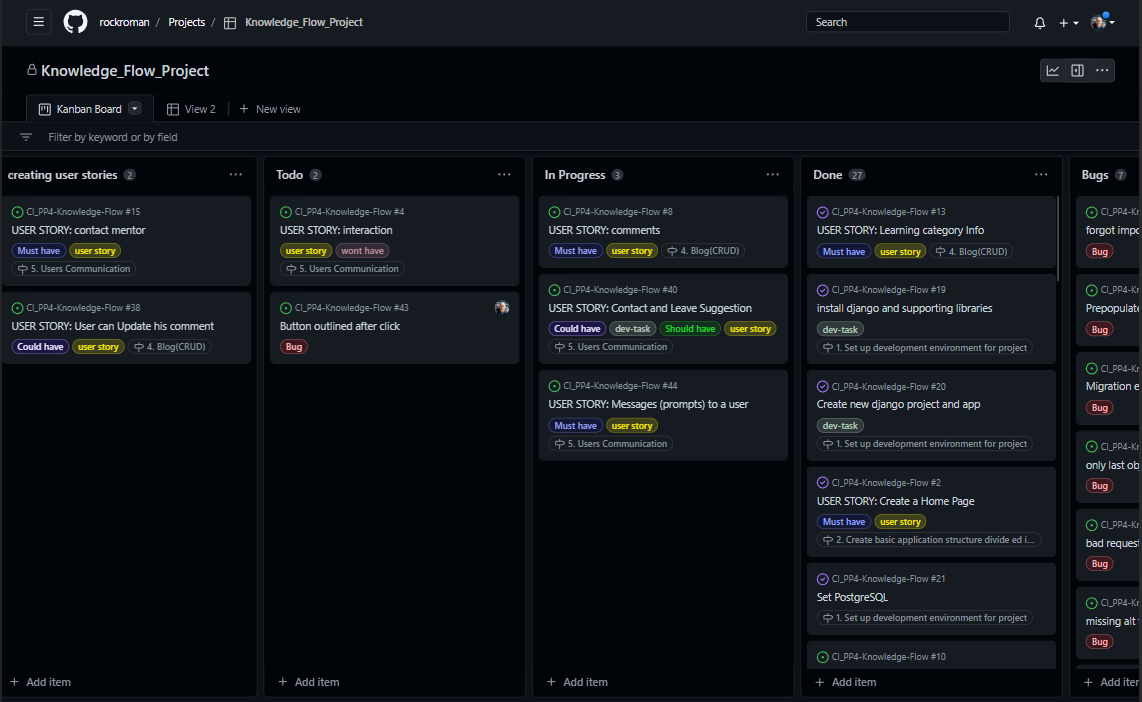 rockroman / Projects / Knowledge_Flow_Project
Search
Knowledge_Flow_Project
Kanban Board
View 2
New view
Filter by keyword or by field
creating user stories 2
CI_PP4-Knowledge-Flow #15
USER STORY: contact mentor
Must have user story
5. Users Communication
CI_PP4-Knowledge-Flow #38
USER STORY: User can Update his comment
Could have user story 4. Blog(CRUD)
+ Add item
Todo 2
CI_PP4-Knowledge-Flow #4
USER STORY: interaction
user story wont have
5. Users Communication
CI_PP4-Knowledge-Flow #43
Button outlined after click
Bug
+ Add item
In Progress 3
CI_PP4-Knowledge-Flow #8
USER STORY: comments
Must have user story 4. Blog(CRUD)
CI_PP4-Knowledge-Flow #40
USER STORY: Contact and Leave Suggestion
Could have dev-task Should have user story
5. Users Communication
CI_PP4-Knowledge-Flow #44
USER STORY: Messages (prompts) to a user
Must have user story
5. Users Communication
+ Add item
Done 27
CI_PP4-Knowledge-Flow #13
USER STORY: Learning category Info
Must have user story 4. Blog(CRUD)
CI_PP4-Knowledge-Flow #19
install django and supporting libraries
dev-task
1. Set up development environment for project
CI_PP4-Knowledge-Flow #20
Create new django project and app
dev-task
1. Set up development environment for project
CI_PP4-Knowledge-Flow #2
USER STORY: Create a Home Page
Must have user story
2. Create basic application structure divide ed i...
CI_PP4-Knowledge-Flow #21
Set PostgreSQL
1. Set up development environment for project
CI_PP4-Knowledge-Flow #10
+ Add item
Bugs 7
CI_PP4-Kr
forgot impo
Bug
CI_PP4-Kr
Prepopulate
Bug
CI_PP4-Kr
Migration e
Bug
CI_PP4-Kr
only last ob
Bug
CI_PP4-Kr
bad request
Bug
CI_PP4-Kr
missing alt
Bug
+ Add iter